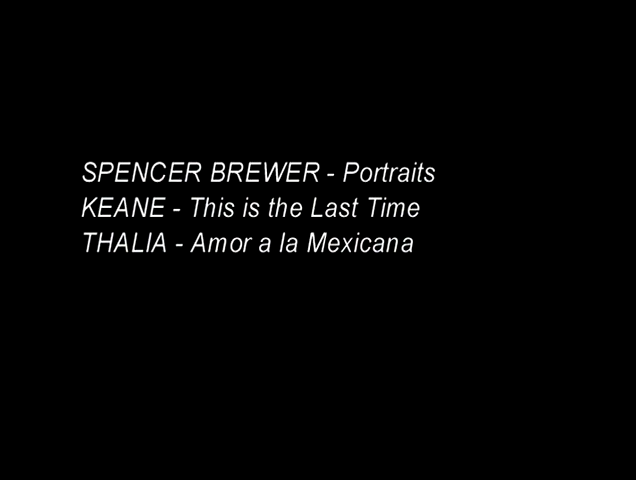 SPENCER BREWER - Portraits
KEANE - This is the Last Time
THALIA - Amor a la Mexicana